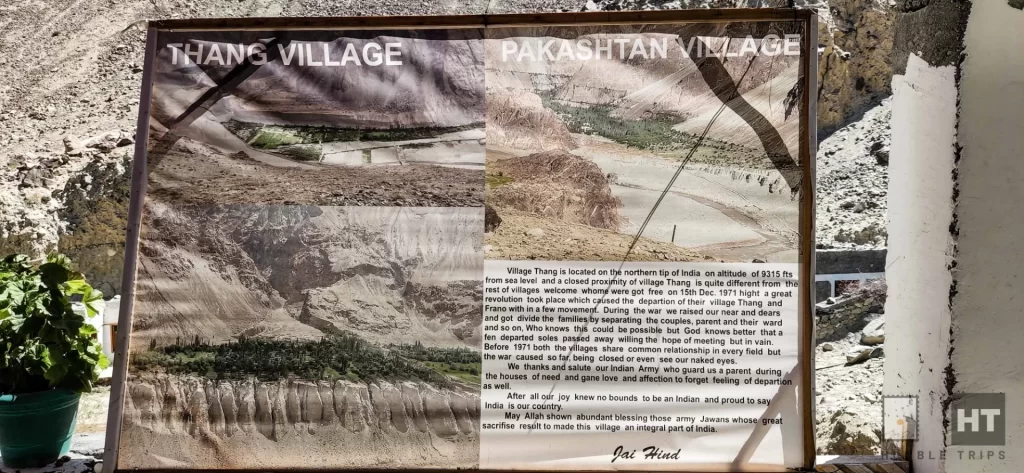 THANG VILLAGE
PAKASHTAN VILLAGE
Village Thang is located on the northern tip of India on altitude of 9315 fts
from sea level and a closed proximity of village Thang is quite different from the
rest of villages welcome whome were got free on 15th Dec. 1971 hight a great
revolution took place which caused the departion of their village Thang and
Frano with in a few movement. During the war we raised our near and dears
and got divide the families by separating the couples, parent and their ward
and so on, Who knows this could be possible but God knows better that a
fen departed soles passed away willing the hope of meeting but in vain.
Before 1971 both the villages share common relationship in every field but
the war caused so far, being closed or even see our naked eyes.
We thanks and salute our Indian Army who guard us a parent during
the houses of need and gane love and affection to forget feeling of departion
as well.
After all our joy knew no bounds to be an Indian and proud to say
India is our country.
May Allah shown abundant blessing those army Jawans whose great
sacrifise result to made this village an integral part of India.
Jai Hind
HT
TRIPS